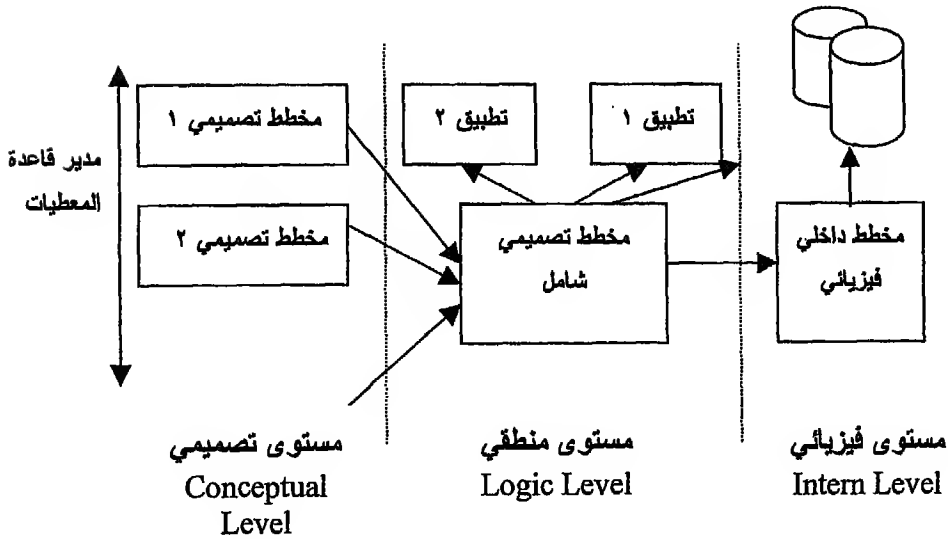 مخطط تصميمي ١
تطبيق ٢
تطبيق ١
مدير قاعدة
المعطيات
مخطط تصميمي ٢
مخطط تصميمي
شامل
مخطط داخلي
فيزيائي
مستوى تصميمي
Conceptual
Level
مستوى منطقي
Logic Level
مستوى فيزيائي
Intern Level